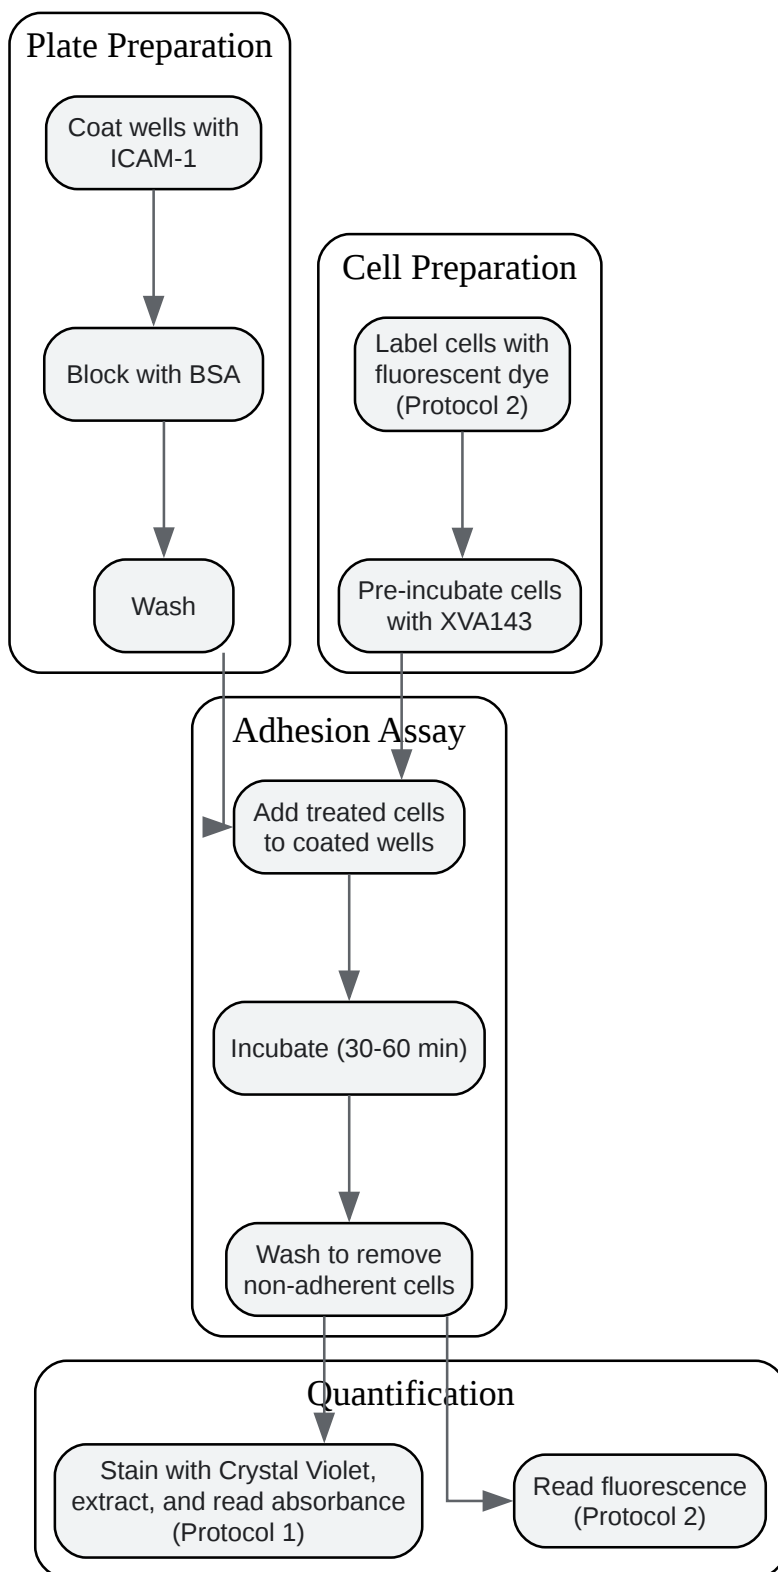 Plate Preparation
Coat wells with
ICAM-1
Block with BSA
Wash
Cell Preparation
Label cells with
fluorescent dye
(Protocol 2)
Pre-incubate cells
with XVA143
Adhesion Assay
Add treated cells
to coated wells
Incubate (30-60 min)
Wash to remove
non-adherent cells
Quantification
Stain with Crystal Violet,
extract, and read absorbance
(Protocol 1)
Read fluorescence
(Protocol 2)